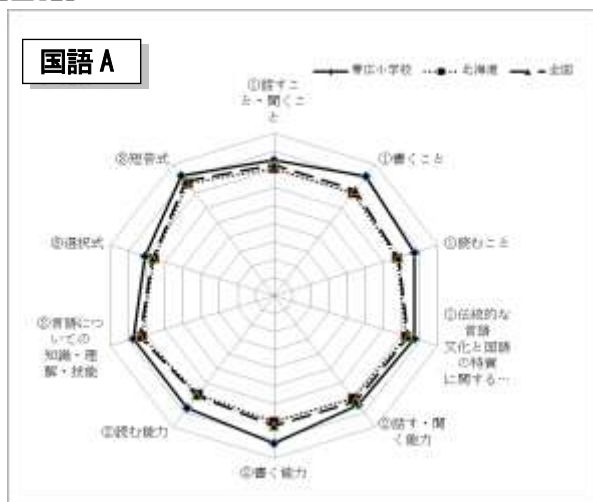 国語 A
帯広小学校 北海道 全国
①話すこ
と・聞くこ
と
①書くこと
①読むこと
①伝統的な
言語
文化と国語
の特質
に関する…
②話す・聞
く能力
②書く能力
②読む能力
②言語につ
いての
知識・理
解・技能
③選択式
③短答式